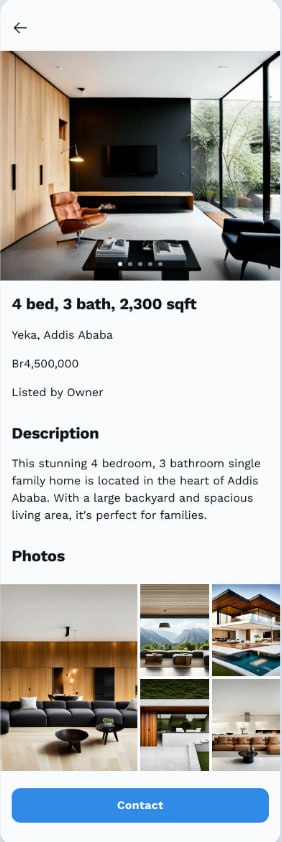 4 bed, 3 bath, 2,300 sqft
Yeka, Addis Ababa
Br4,500,000
Listed by Owner
Description
This stunning 4 bedroom, 3 bathroom single
family home is located in the heart of Addis
Ababa. With a large backyard and spacious
living area, it's perfect for families.
Photos
Contact